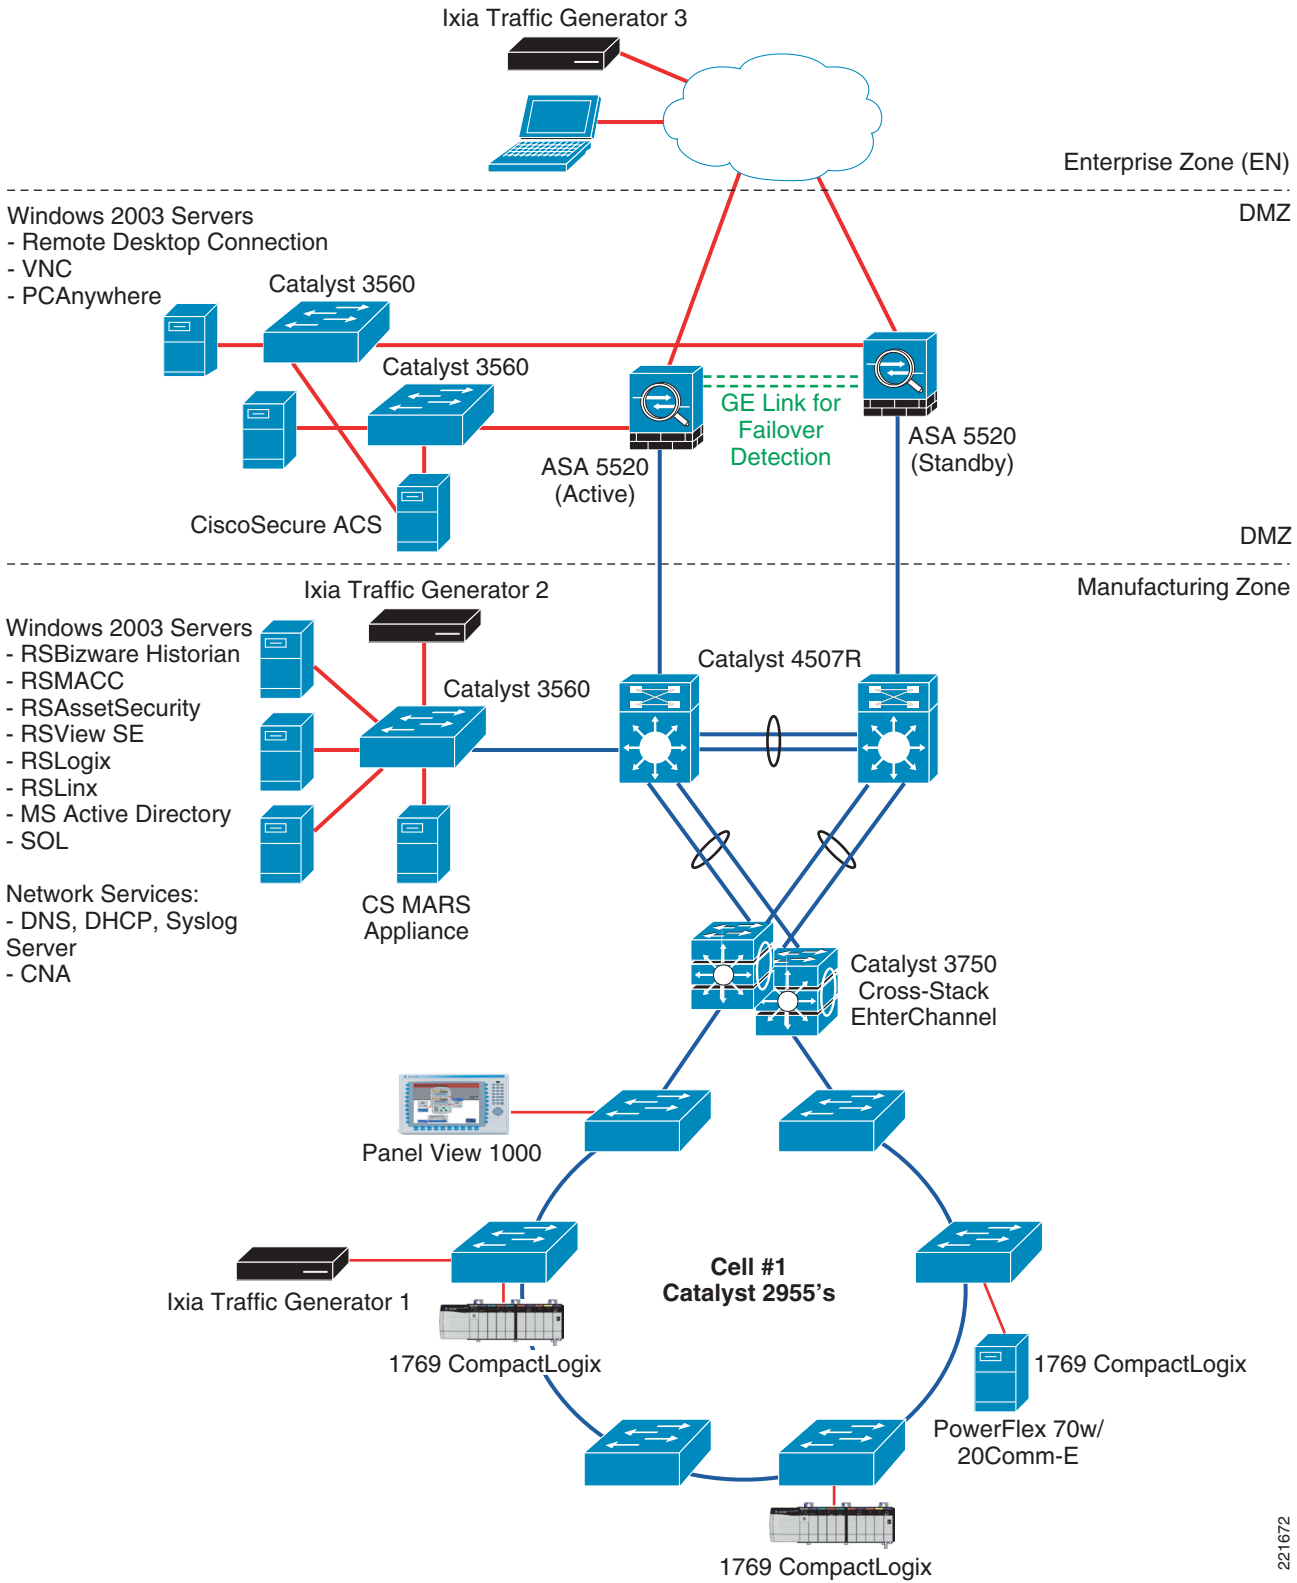 Ixia Traffic Generator 3
Enterprise Zone (EN)
DMZ
Windows 2003 Servers
- Remote Desktop Connection
- VNC
- PCAnywhere
Catalyst 3560
Catalyst 3560
GE Link for
Failover
Detection
ASA 5520
(Standby)
ASA 5520
(Active)
CiscoSecure ACS
DMZ
Manufacturing Zone
Ixia Traffic Generator 2
Windows 2003 Servers
- RSBizware Historian
- RSMACC
- RSAssetSecurity
- RSView SE
- RSLogix
- RSLinx
- MS Active Directory
- SOL
Network Services:
- DNS, DHCP, Syslog
Server
- CNA
Catalyst 3560
Catalyst 4507R
CS MARS
Appliance
Catalyst 3750
Cross-Stack
EhterChannel
Panel View 1000
Ixia Traffic Generator 1
Cell #1
Catalyst 2955's
1769 CompactLogix
1769 CompactLogix
PowerFlex 70w/
20Comm-E
1769 CompactLogix
221672